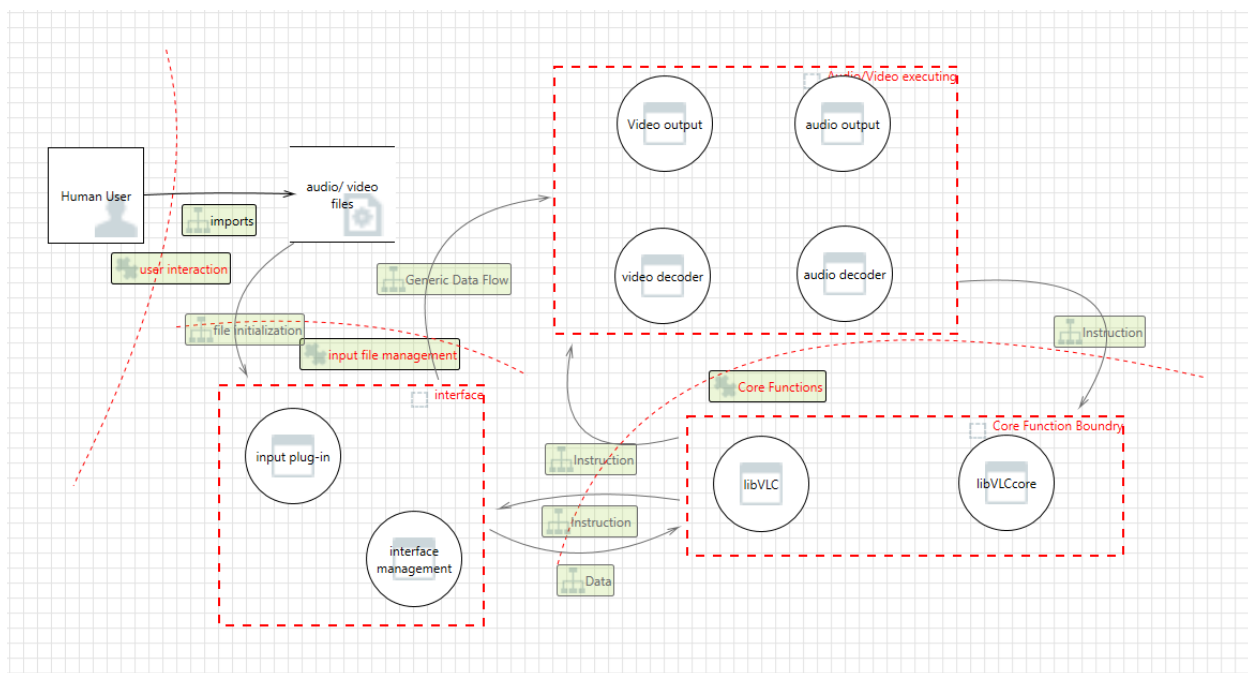 Audio/Video executing
Video output
audio output
Human User
audio/ video
files
imports
user interaction
video decoder
audio decoder
Generic Data Flow
file initialization
Instruction
input file management
Core Functions
interface
Core Function Boundry
input plug-in
Instruction
libVLC
libVLCcore
Instruction
interface
management
Data